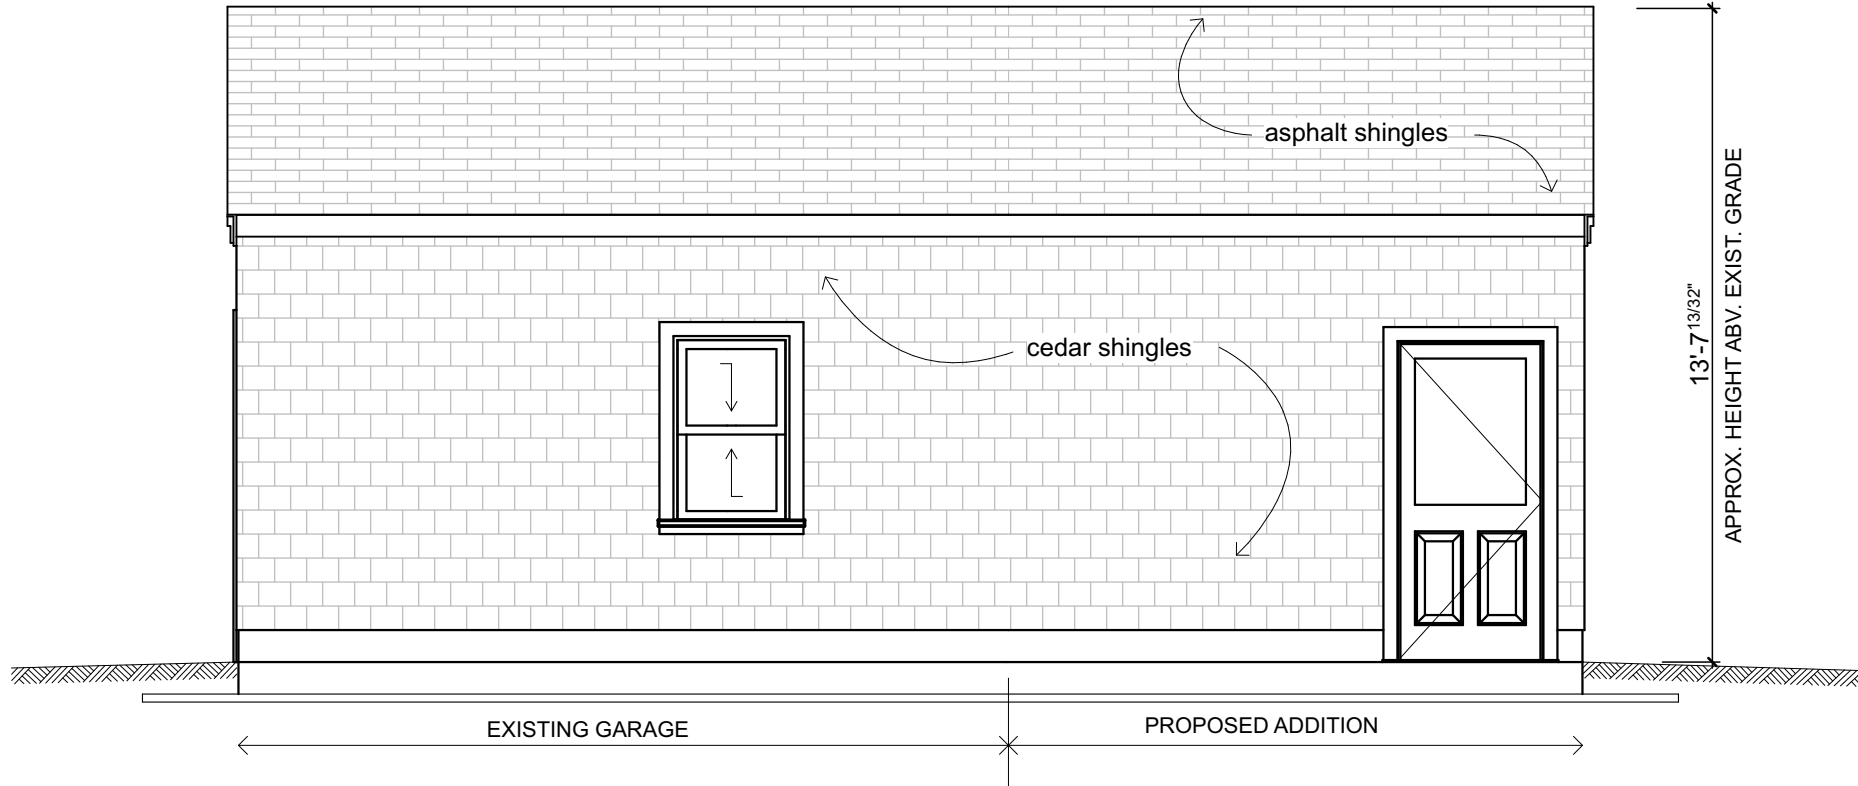 asphalt shingles
cedar shingles
13'-7 13/32"
APPROX. HEIGHT ABV. EXIST. GRADE
EXISTING GARAGE
PROPOSED ADDITION